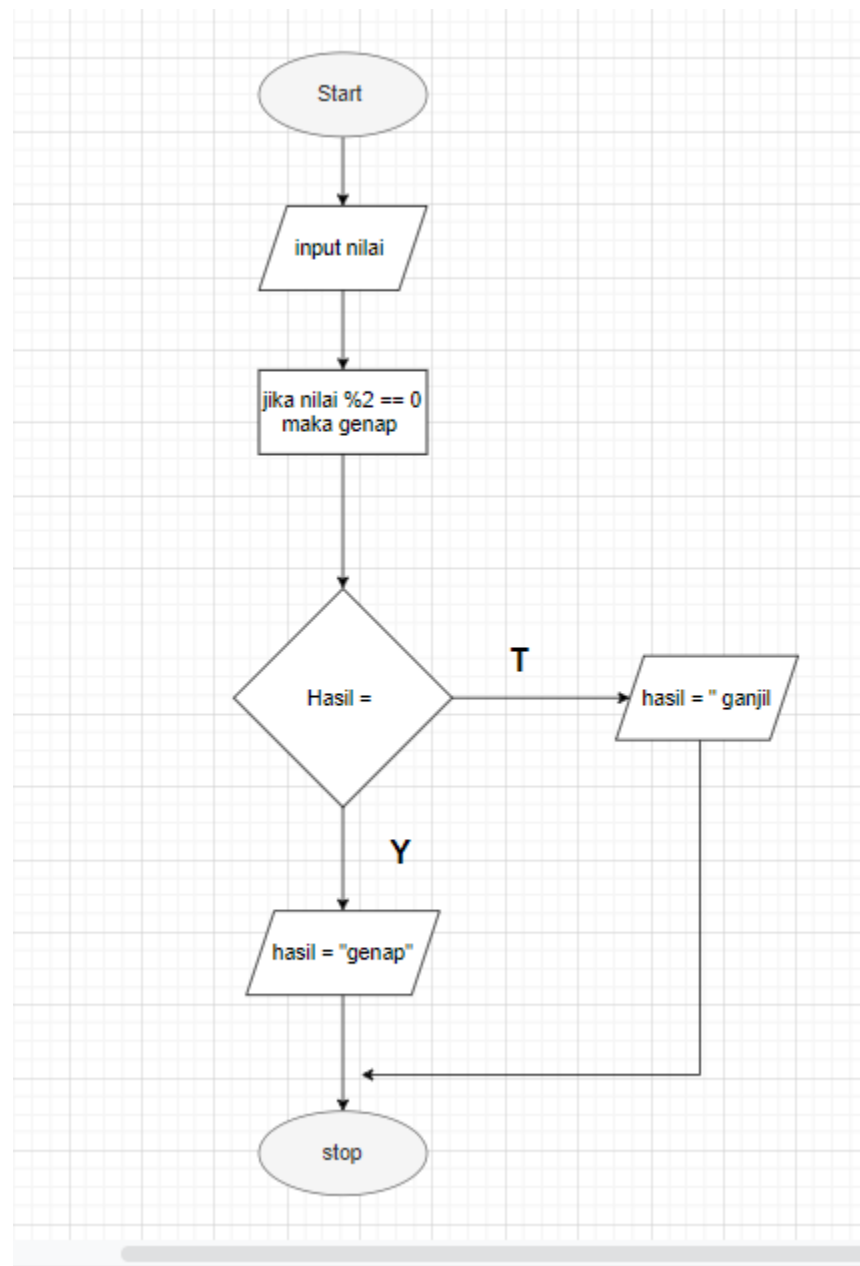 Start
input nilai
jika nilai %2 == 0
maka genap
Hasil =
T
hasil = " ganjil
Y
hasil = "genap"
stop